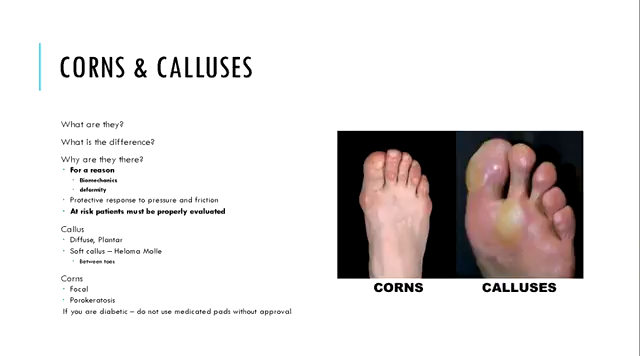 CORNS & CALLUSES
What are they?
What is the difference?
Why are they there?
For a reason
Biomechanics
deformity
Protective response to pressure and friction
At risk patients must be properly evaluated
Callus
Diffuse, Plantar
Soft callus – Heloma Molle
Between toes
Corns
Focal
Porokeratosis
If you are diabetic – do not use medicated pads without approval
CORNS
CALLUSES